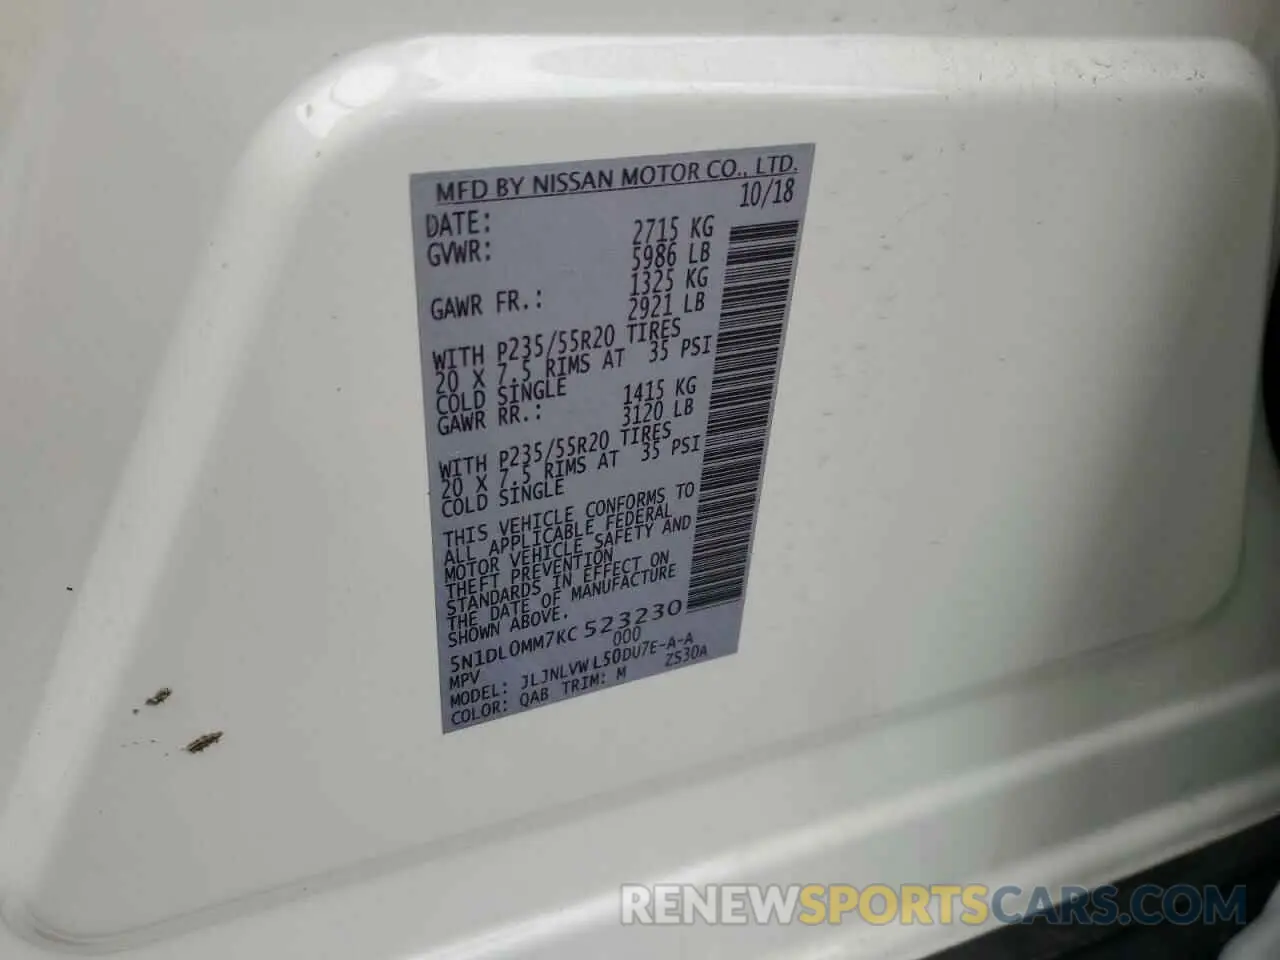 MFD BY NISSAN MOTOR CO., LTD.
DATE: 10/18
GVWR: 2715 KG
5986 LB
GAWR FR.: 1325 KG
2921 LB
WITH P235/55R20 TIRES
20 X 7.5 RIMS AT 35 PSI
COLD SINGLE
GAWR RR.: 1415 KG
3120 LB
WITH P235/55R20 TIRES
20 X 7.5 RIMS AT 35 PSI
COLD SINGLE
THIS VEHICLE CONFORMS TO
ALL APPLICABLE FEDERAL
MOTOR VEHICLE SAFETY AND
THEFT PREVENTION
STANDARDS IN EFFECT ON
THE DATE OF MANUFACTURE
SHOWN ABOVE.
5N1DL0MM7KC 523230
MPV 000
MODEL: JLJNLVWL50DU7E-A-A
COLOR: QAB TRIM: M ZS30A
RENEWSPORTSCARS.COM